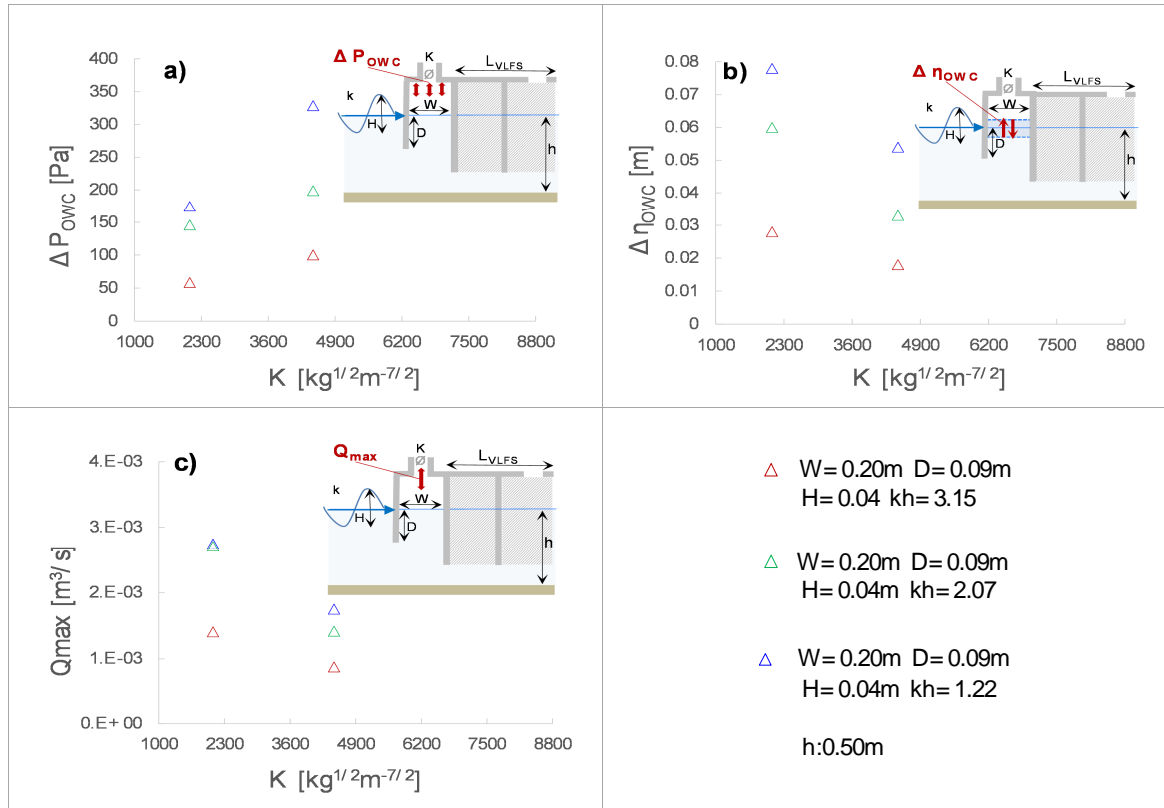 a)
Δ P_OWC [Pa]
400
350
300
250
200
150
100
50
0
1000 2300 3600 4900 6200 7500 8800
K [kg^1/2 m^-7/2]
Δ P_OWC
K
Ø
L_VLFS
k
H
W
D
h
b)
Δ η_OWC [m]
0.08
0.07
0.06
0.05
0.04
0.03
0.02
0.01
0
1000 2300 3600 4900 6200 7500 8800
K [kg^1/2 m^-7/2]
Δ η_OWC
K
Ø
L_VLFS
k
H
W
D
h
c)
Qmax [m³/s]
4.E-03
3.E-03
2.E-03
1.E-03
0.E+00
1000 2300 3600 4900 6200 7500 8800
K [kg^1/2 m^-7/2]
Q_max
K
Ø
L_VLFS
k
H
W
D
h
W=0.20m D=0.09m
H=0.04 kh=3.15
W=0.20m D=0.09m
H=0.04m kh=2.07
W=0.20m D=0.09m
H=0.04m kh=1.22
h:0.50m